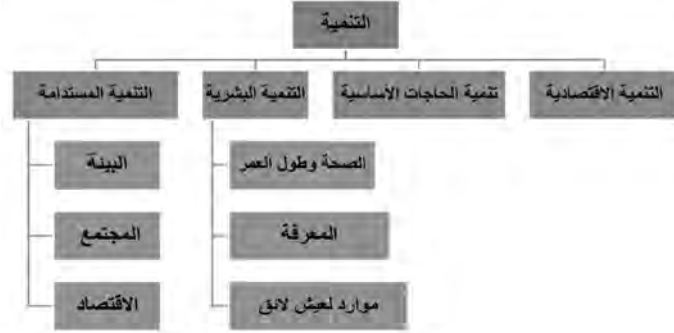 التنمية
التنمية الاقتصادية
تنمية الحاجات الأساسية
التنمية البشرية
التنمية المستدامة
الصحة وطول العمر
المعرفة
موارد لعيش لائق
البيئة
المجتمع
الاقتصاد